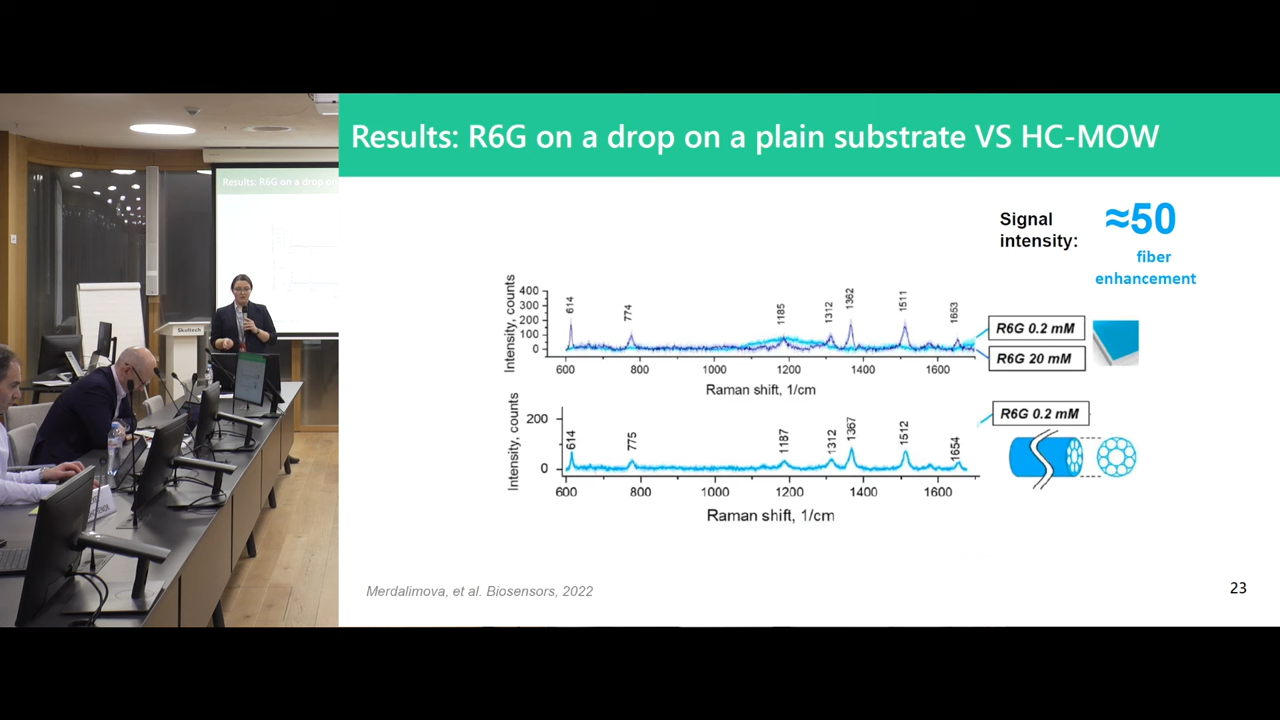 Results: R6G on a drop on a plain substrate VS HC-MOW
Signal
intensity:
≈50
fiber
enhancement
Intensity, counts
400
300
200
100
0
614
774
1185
1312
1362
1511
1653
600
800
1000
1200
1400
1600
Raman shift, 1/cm
R6G 0.2 mM
R6G 20 mM
Intensity, counts
200
0
614
775
1187
1312
1367
1512
1654
600
800
1000
1200
1400
1600
Raman shift, 1/cm
R6G 0.2 mM
Merdalimova, et al. Biosensors, 2022
23
Results: R6G on a drop on
Skoltech